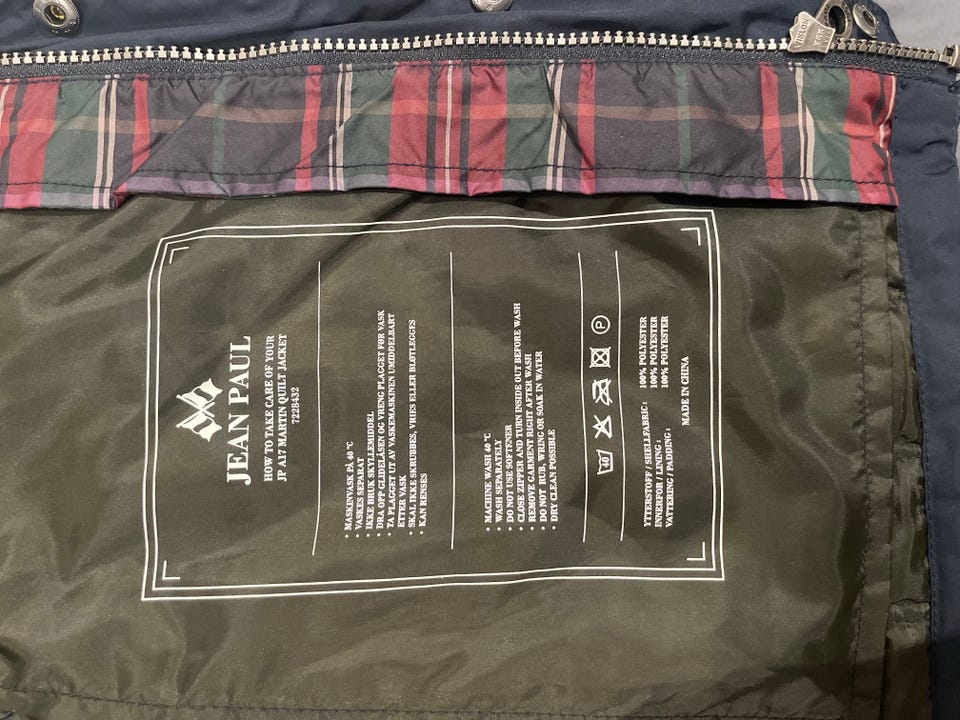 JEAN PAUL
HOW TO TAKE CARE OF YOUR
JP A17 MARTIN QUILT JACKET
7228432
• MASKINVASK PÅ 40 °C
• VASKES SEPARAT
• IKKE BRUK SKYLLEMIDDEL
• DRA OPP GLIDELÅSEN OG VRENG PLAGGET FØR VASK
• TA PLAGGET UT AV VASKEMASKINEN UMIDDELBART
ETTER VASK
• SKAL IKKE SKRUBBES, VRIES ELLER BLØTLEGGES
• KAN RENSES
• MACHINE WASH 40 °C
• WASH SEPARATELY
• DO NOT USE SOFTENER
• CLOSE ZIPPER AND TURN INSIDE OUT BEFORE WASH
• REMOVE GARMENT RIGHT AFTER WASH
• DO NOT RUB, WRING OR SOAK IN WATER
• DRY CLEAN POSSIBLE
40 P
YTTERSTOFF / SHELLFABRIC: 100% POLYESTER
INNERFOR / LINING: 100% POLYESTER
VATTERING / PADDING: 100% POLYESTER
MADE IN CHINA